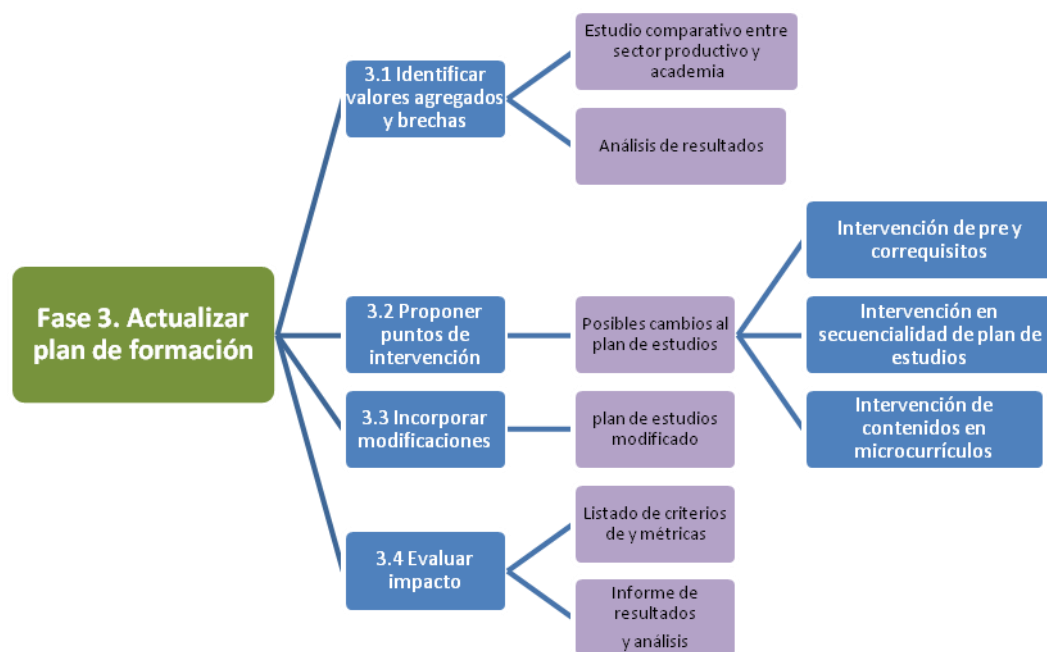 Fase 3. Actualizar
plan de formación
3.1 Identificar
valores agregados
y brechas
Estudio comparativo entre
sector productivo y
academia
Análisis de resultados
3.2 Proponer
puntos de
intervención
Posibles cambios al
plan de estudios
Intervención de pre y
correquisitos
Intervención en
secuencialidad de plan de
estudios
Intervención de
contenidos en
microcurrículos
3.3 Incorporar
modificaciones
plan de estudios
modificado
3.4 Evaluar
impacto
Listado de criterios
de y métricas
Informe de
resultados
y análisis